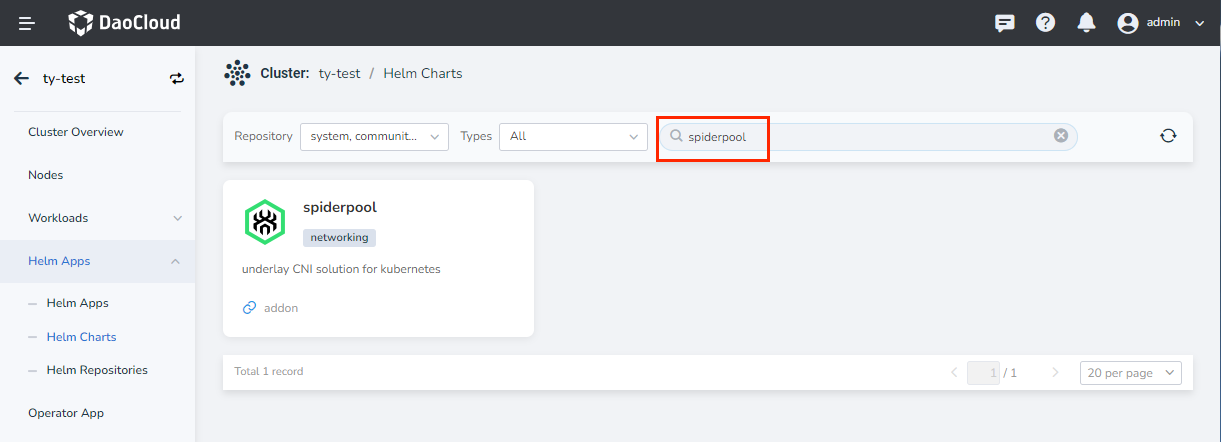 DaoCloud
admin
ty-test
Cluster: ty-test / Helm Charts
Cluster Overview
Nodes
Workloads
Helm Apps
Helm Apps
Helm Charts
Helm Repositories
Operator App
Repository system, communit... Types All spiderpool
spiderpool
networking
underlay CNI solution for kubernetes
addon
Total 1 record
1 / 1
20 per page